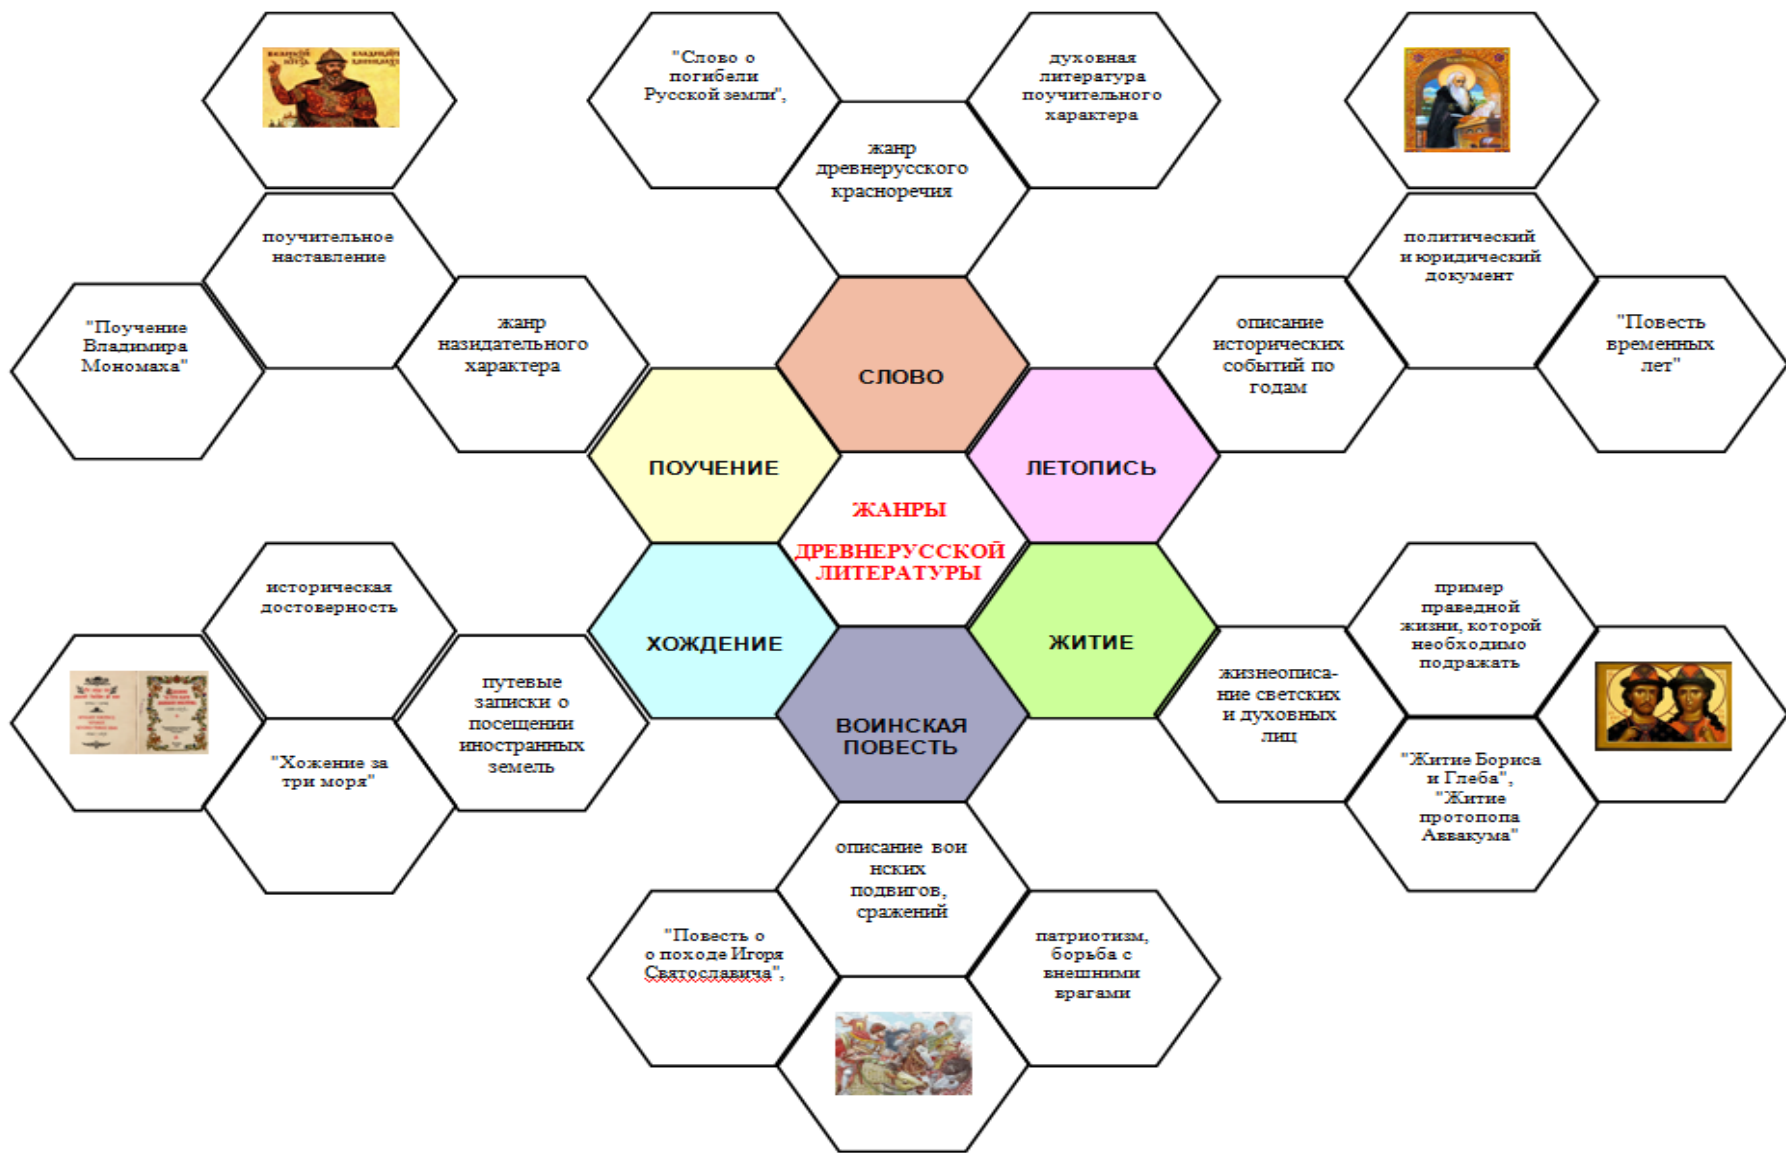 ВЕЛИКИЙ
КНЯЗЬ
"Слово о
погибели
Русской земли",
духовная
литература
поучительного
характера
жанр
древнерусского
красноречия
поучительное
наставление
"Поучение
Владимира
Мономаха"
жанр
назидательного
характера
политический
и юридический
документ
описание
исторических
событий по
годам
"Повесть
временных
лет"
СЛОВО
ПОУЧЕНИЕ
ЛЕТОПИСЬ
ЖАНРЫ
ДРЕВНЕРУССКОЙ
ЛИТЕРАТУРЫ
ХОЖДЕНИЕ
ЖИТИЕ
ВОИНСКАЯ
ПОВЕСТЬ
историческая
достоверность
путевые
записки о
посещении
иностранных
земель
"Хожение за
три моря"
пример
праведной
жизни, которой
необходимо
подражать
жизнеописа-
ние светских
и духовных
лиц
"Житие Бориса
и Глеба",
"Житие
протопопа
Аввакума"
описание вои
нских
подвигов,
сражений
"Повесть о
о походе Игоря
Святославича",
патриотизм,
борьба с
внешними
врагами